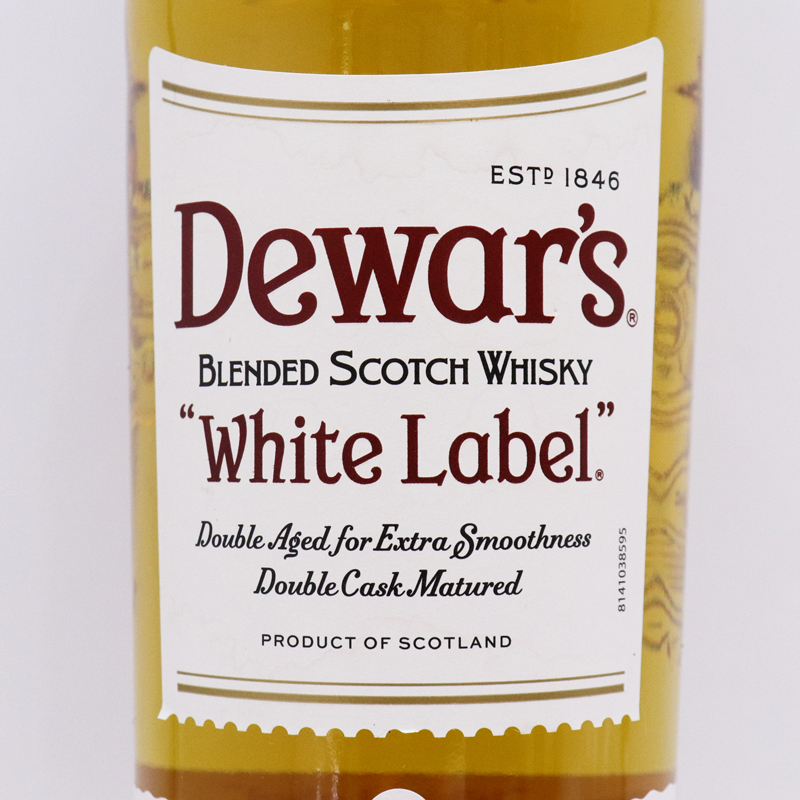 ESTD 1846
Dewar's®
BLENDED SCOTCH WHISKY
“White Label”®
Double Aged for Extra Smoothness
Double Cask Matured
8141038595
PRODUCT OF SCOTLAND